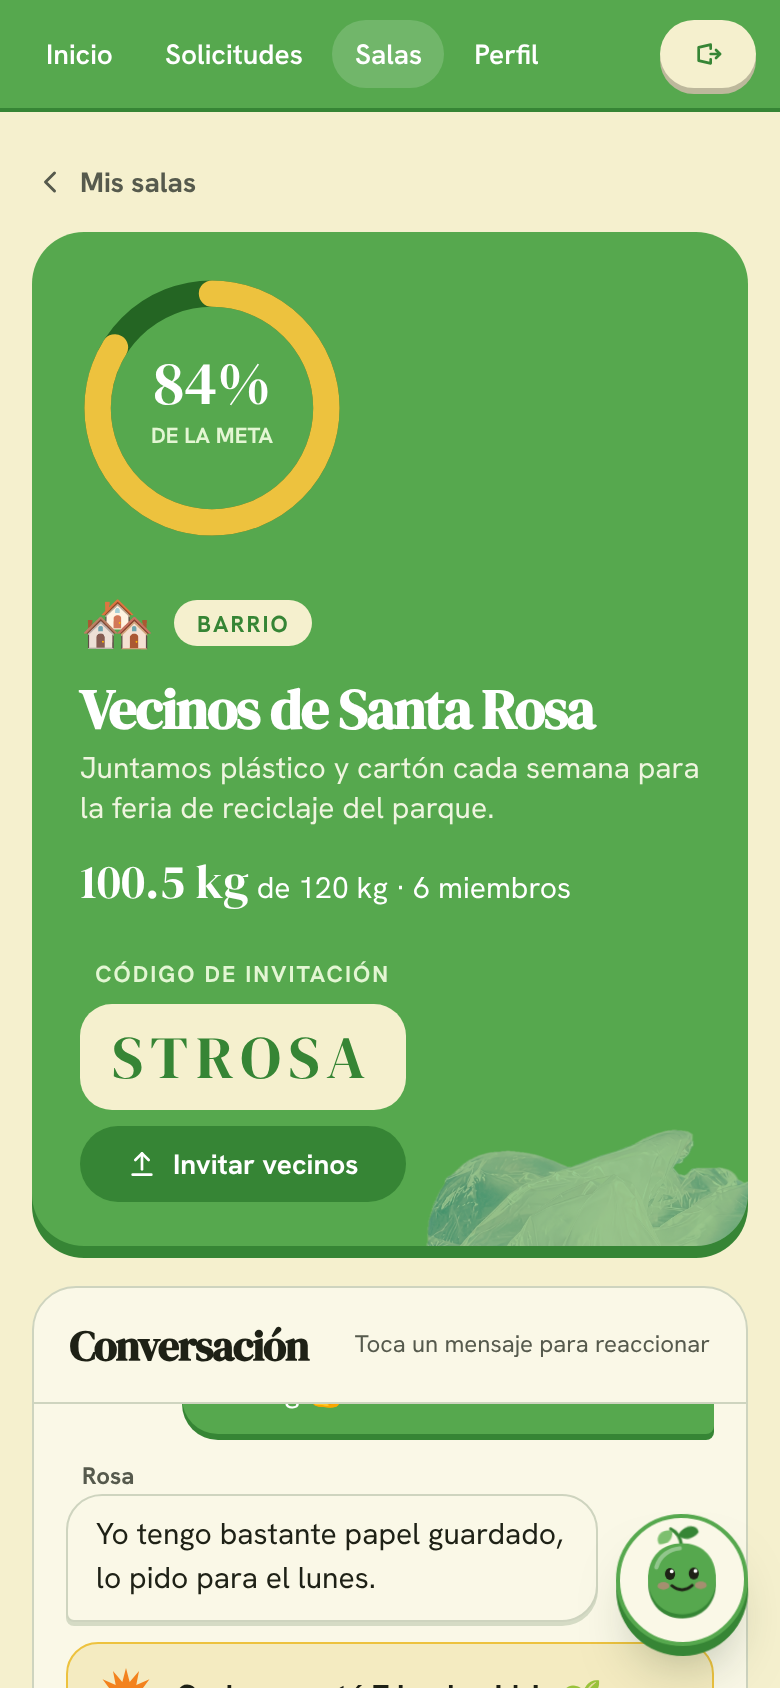 Inicio Solicitudes Salas Perfil
Mis salas
84%
DE LA META
BARRIO
Vecinos de Santa Rosa
Juntamos plástico y cartón cada semana para
la feria de reciclaje del parque.
100.5 kg de 120 kg · 6 miembros
CÓDIGO DE INVITACIÓN
STROSA
Invitar vecinos
Conversación Toca un mensaje para reaccionar
Rosa
Yo tengo bastante papel guardado,
lo pido para el lunes.